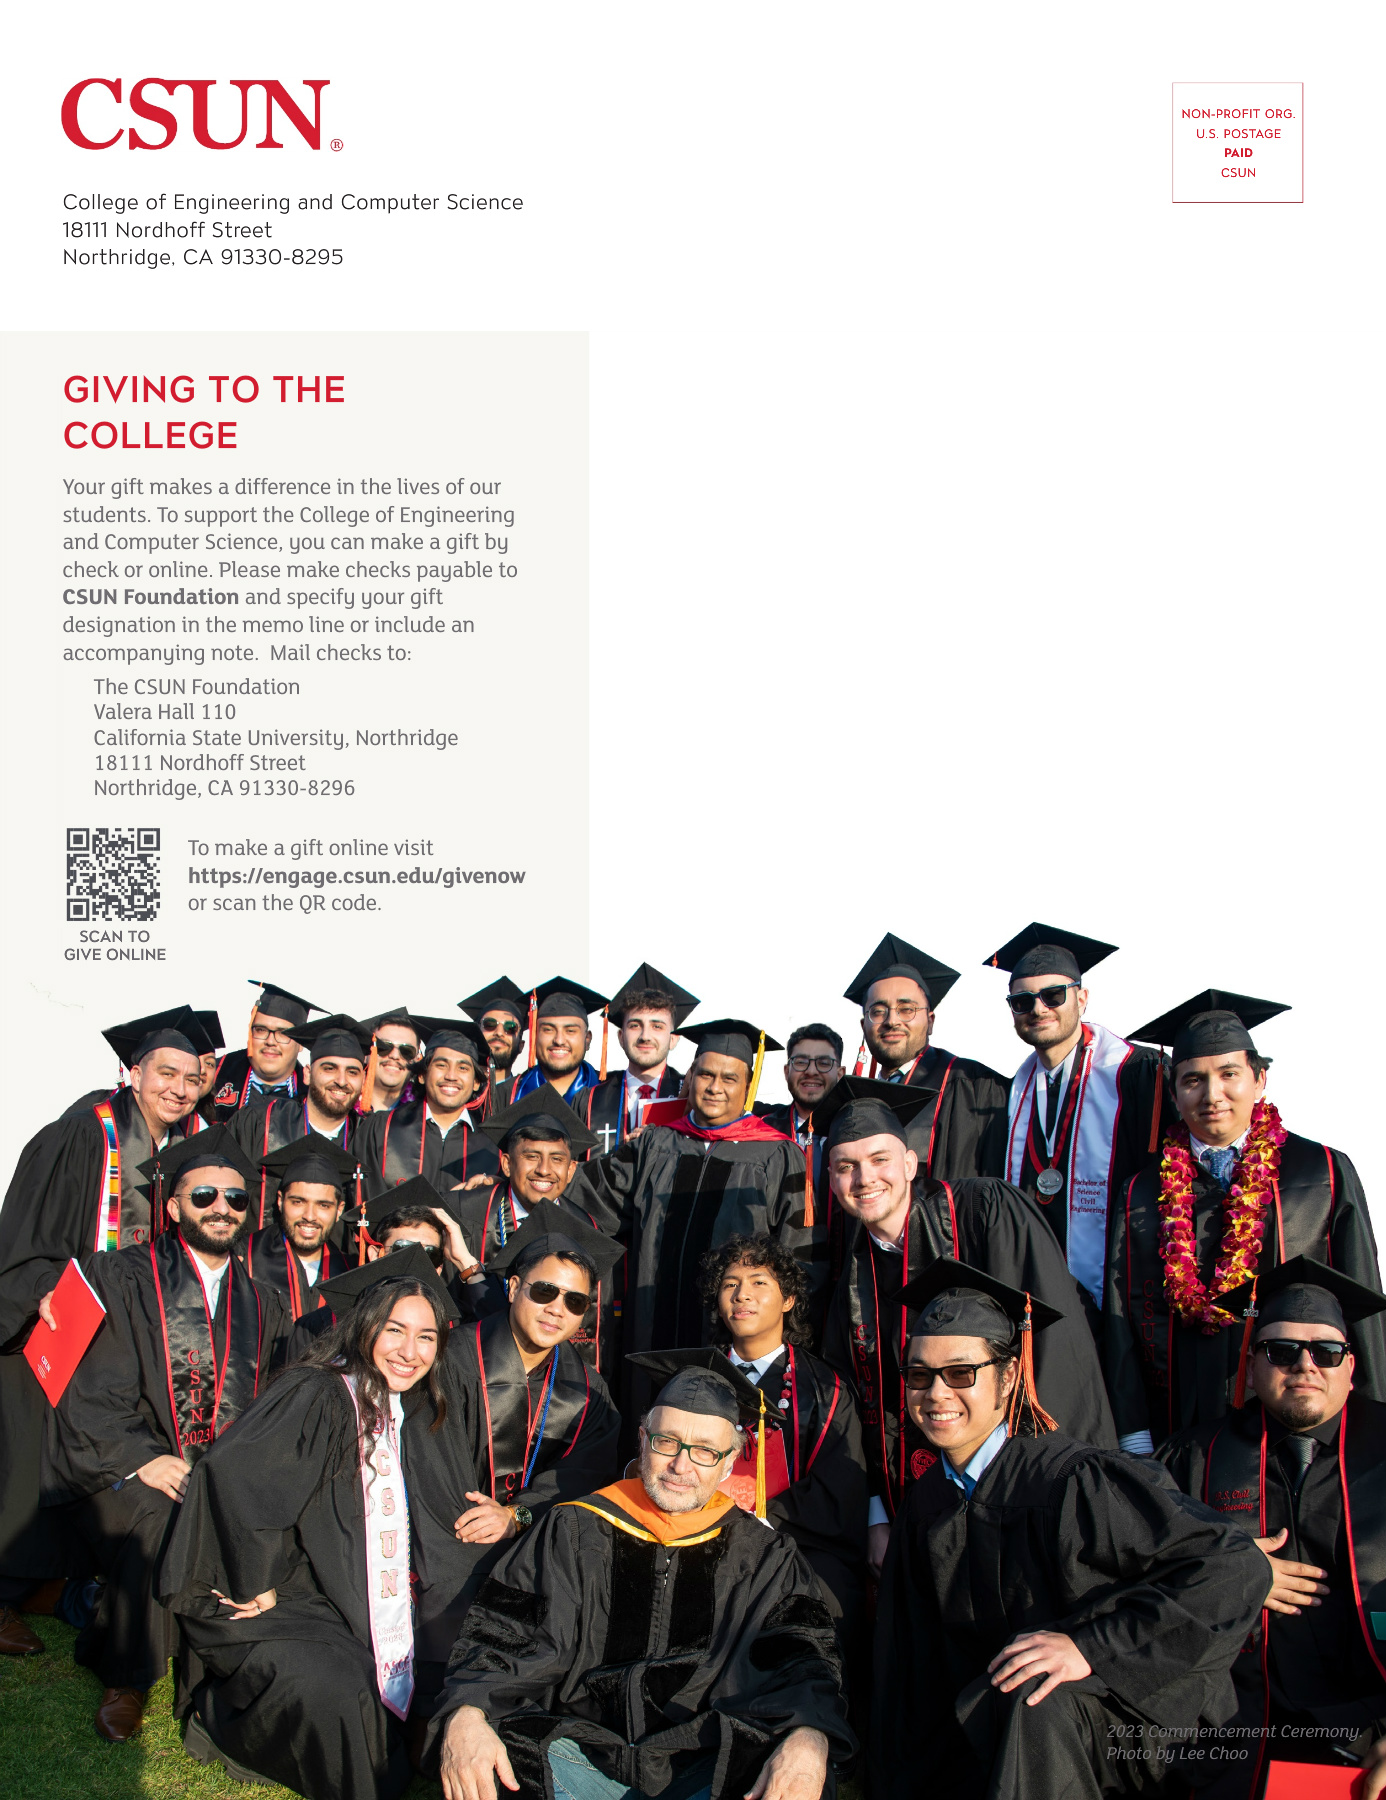 CSUN®
NON-PROFIT ORG.
U.S. POSTAGE
PAID
CSUN
College of Engineering and Computer Science
18111 Nordhoff Street
Northridge, CA 91330-8295
GIVING TO THE
COLLEGE
Your gift makes a difference in the lives of our
students. To support the College of Engineering
and Computer Science, you can make a gift by
check or online. Please make checks payable to
CSUN Foundation and specify your gift
designation in the memo line or include an
accompanying note.  Mail checks to:
The CSUN Foundation
Valera Hall 110
California State University, Northridge
18111 Nordhoff Street
Northridge, CA 91330-8296
To make a gift online visit
https://engage.csun.edu/givenow
or scan the QR code.
SCAN TO
GIVE ONLINE
Bachelor of
Science
Civil
Engineering
CSUN
2023
CSUN
2023
2023 Commencement Ceremony.
Photo by Lee Choo